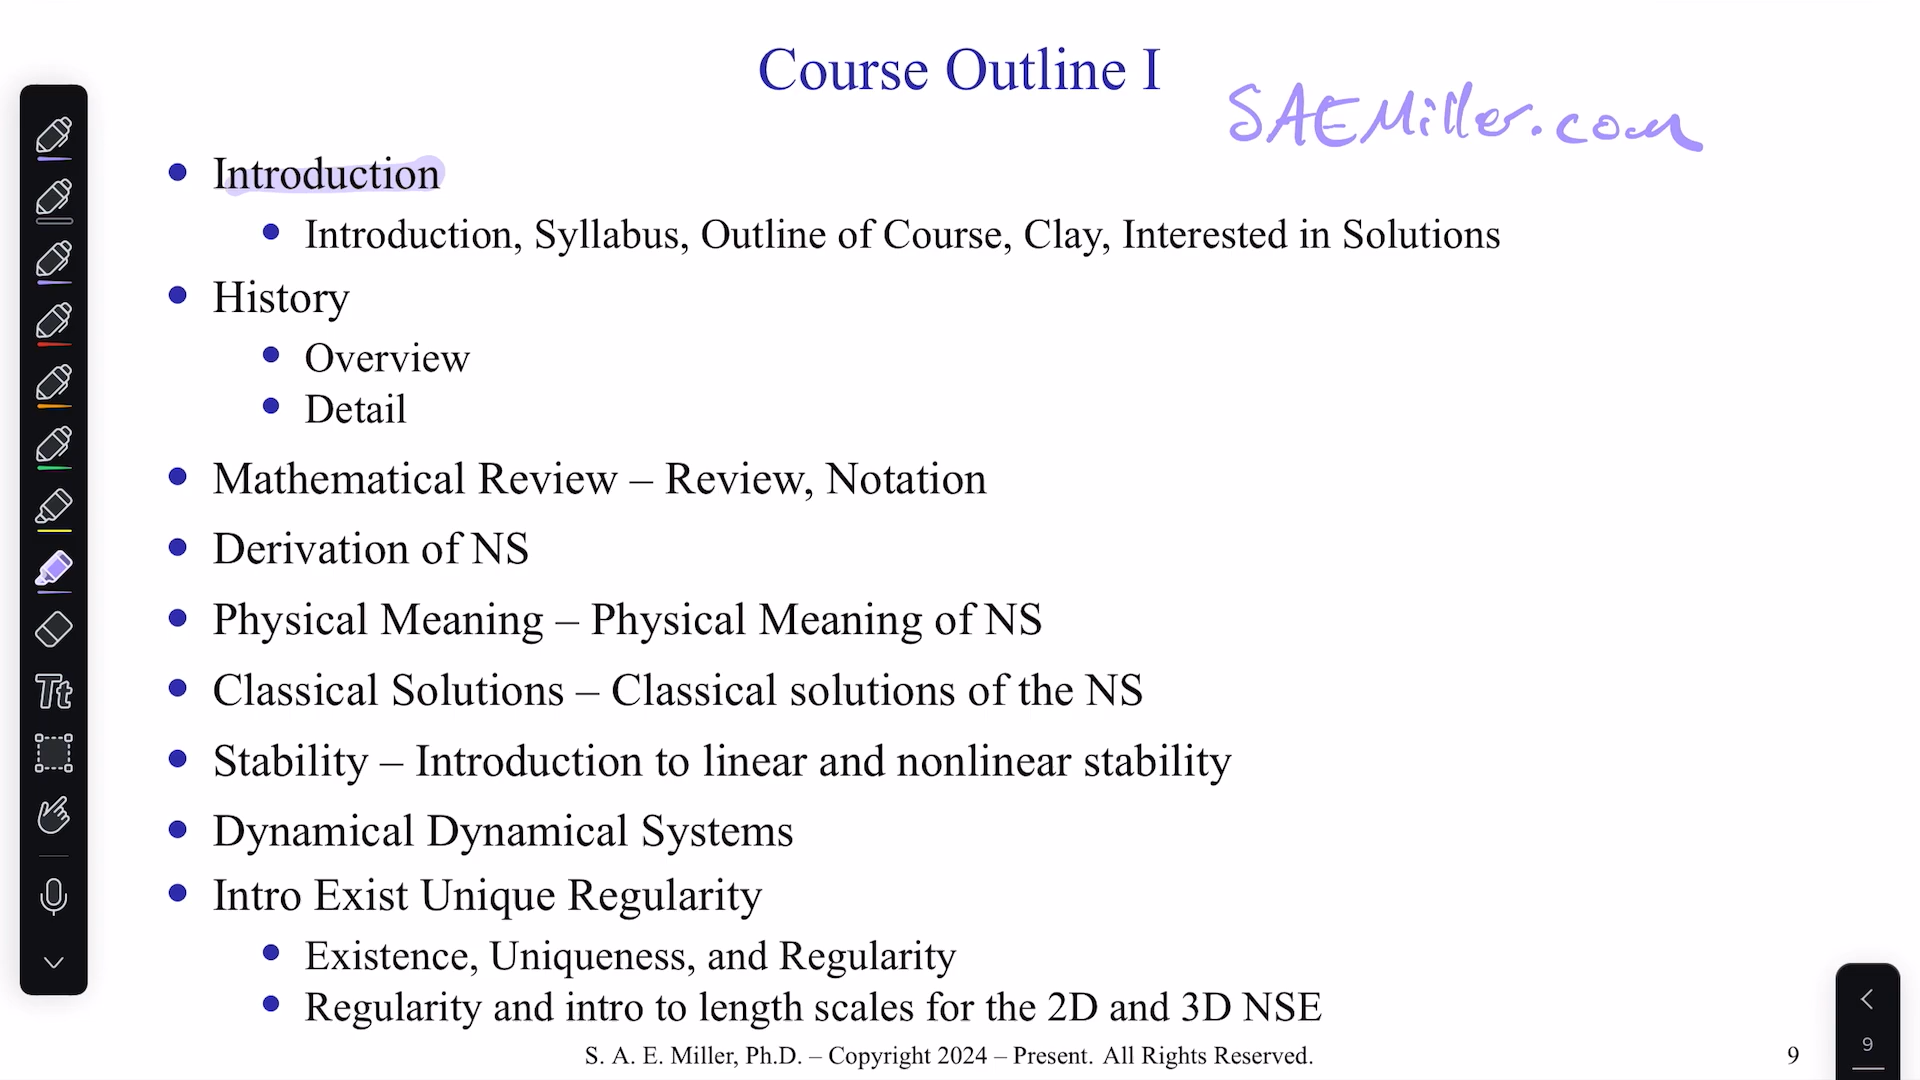 Course Outline I
SAEMiller.com
• Introduction
• Introduction, Syllabus, Outline of Course, Clay, Interested in Solutions
• History
• Overview
• Detail
• Mathematical Review – Review, Notation
• Derivation of NS
• Physical Meaning – Physical Meaning of NS
• Classical Solutions – Classical solutions of the NS
• Stability – Introduction to linear and nonlinear stability
• Dynamical Dynamical Systems
• Intro Exist Unique Regularity
• Existence, Uniqueness, and Regularity
• Regularity and intro to length scales for the 2D and 3D NSE
S. A. E. Miller, Ph.D. – Copyright 2024 – Present. All Rights Reserved.
9
Tt
9